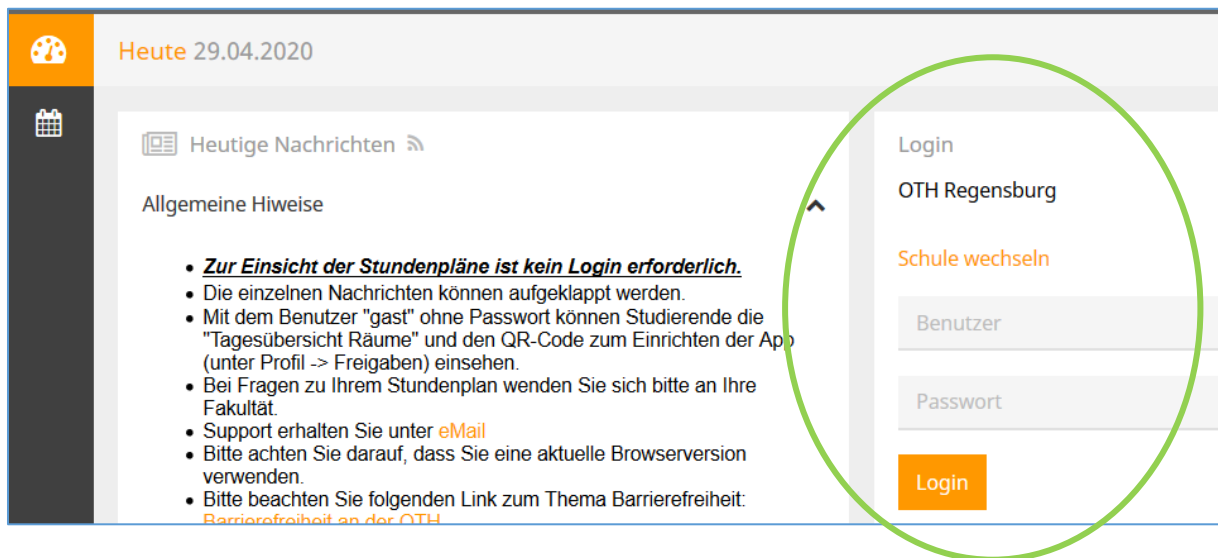 Heute 29.04.2020
Heutige Nachrichten
Allgemeine Hiweise
Zur Einsicht der Stundenpläne ist kein Login erforderlich.
Die einzelnen Nachrichten können aufgeklappt werden.
Mit dem Benutzer "gast" ohne Passwort können Studierende die
"Tagesübersicht Räume" und den QR-Code zum Einrichten der App
(unter Profil -> Freigaben) einsehen.
Bei Fragen zu Ihrem Stundenplan wenden Sie sich bitte an Ihre
Fakultät.
Support erhalten Sie unter eMail
Bitte achten Sie darauf, dass Sie eine aktuelle Browserversion
verwenden.
Bitte beachten Sie folgenden Link zum Thema Barrierefreiheit:
Barrierefreiheit an der OTH
Login
OTH Regensburg
Schule wechseln
Benutzer
Passwort
Login